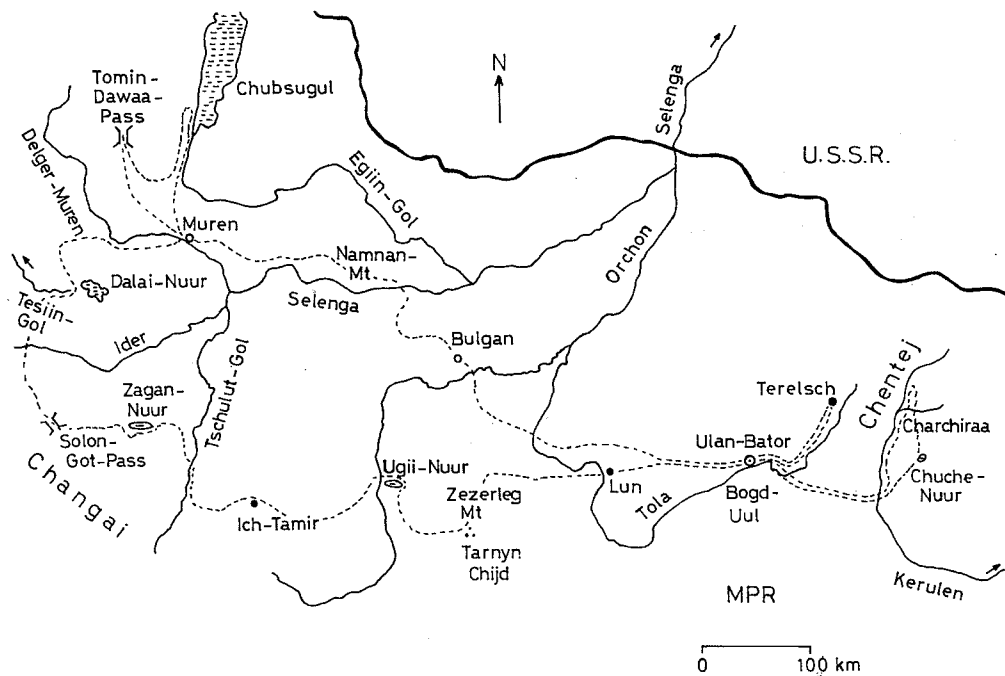 Tomin-
Dawaa-
Pass
Chubsugul
N
Selenga
U.S.S.R.
Delger-Muren
Egiin-Gol
Muren
Namnan-
Mt
Orchon
Dalai-Nuur
Selenga
Tesiin-
Gol
Ider
Bulgan
Tschulut-Gol
Zagan-
Nuur
Terelsch
Chentej
Solon-
Got-Pass
Charchiraa
Changai
Ulan-Bator
Ugii-Nuur
Lun
Chuche-
Nuur
Zezerleg
Mt
Tola
Bogd-
Uul
Ich-Tamir
Tarnyn
Chijd
Kerulen
MPR
0 100 km